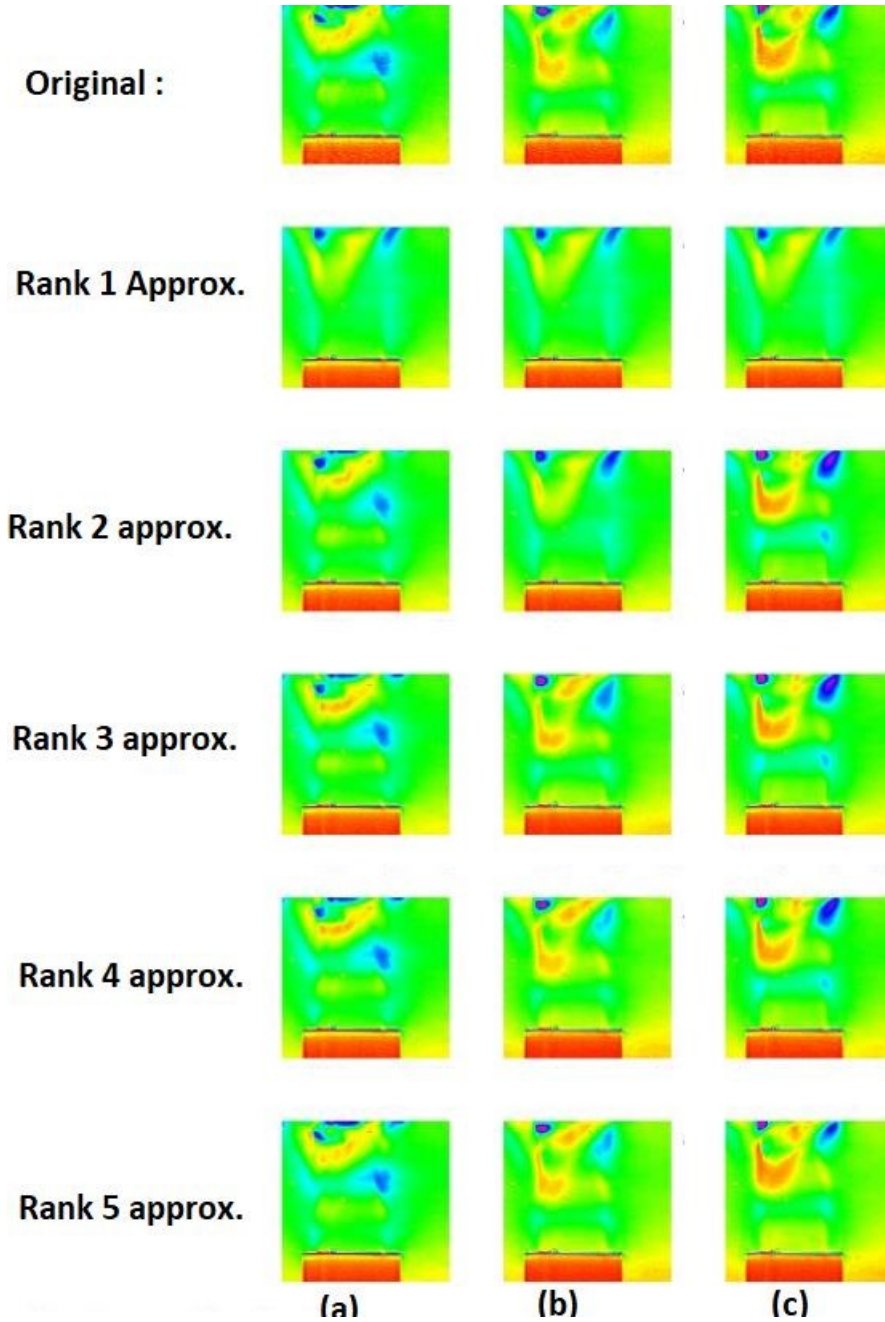 Original :
Rank 1 Approx.
Rank 2 approx.
Rank 3 approx.
Rank 4 approx.
Rank 5 approx.
(a) (b) (c)